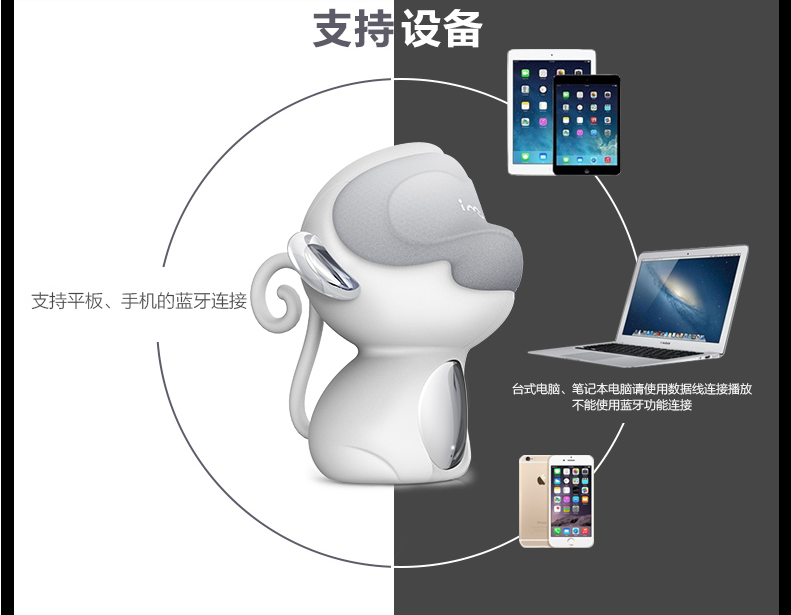 支持设备
支持平板、手机的蓝牙连接
台式电脑、笔记本电脑请使用数据线连接播放
不能使用蓝牙功能连接